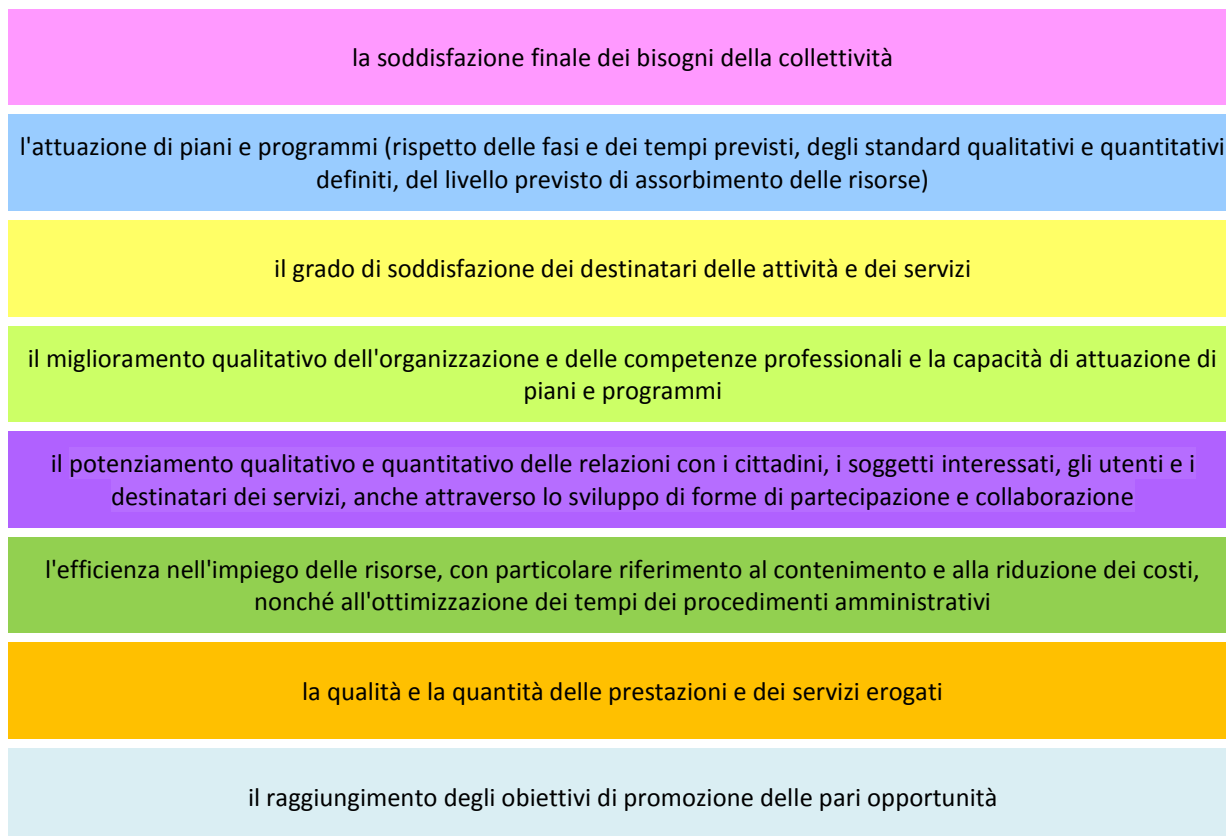 la soddisfazione finale dei bisogni della collettività
l'attuazione di piani e programmi (rispetto delle fasi e dei tempi previsti, degli standard qualitativi e quantitativi
definiti, del livello previsto di assorbimento delle risorse)
il grado di soddisfazione dei destinatari delle attività e dei servizi
il miglioramento qualitativo dell'organizzazione e delle competenze professionali e la capacità di attuazione di
piani e programmi
il potenziamento qualitativo e quantitativo delle relazioni con i cittadini, i soggetti interessati, gli utenti e i
destinatari dei servizi, anche attraverso lo sviluppo di forme di partecipazione e collaborazione
l'efficienza nell'impiego delle risorse, con particolare riferimento al contenimento e alla riduzione dei costi,
nonché all'ottimizzazione dei tempi dei procedimenti amministrativi
la qualità e la quantità delle prestazioni e dei servizi erogati
il raggiungimento degli obiettivi di promozione delle pari opportunità